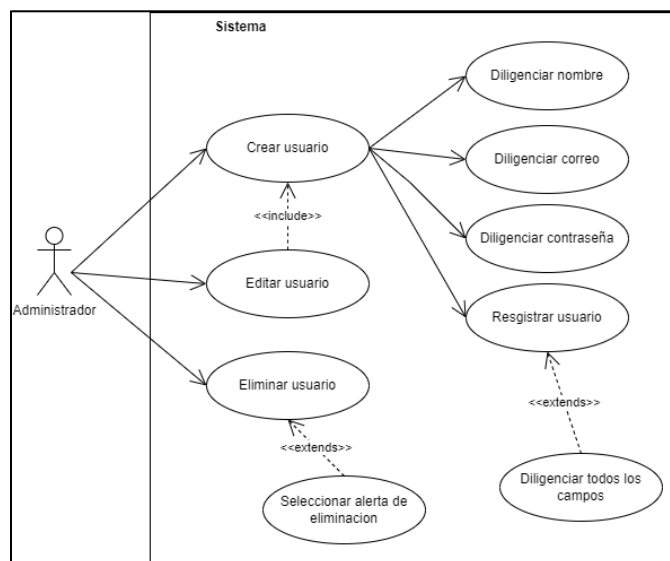 Sistema
Diligenciar nombre
Crear usuario
Diligenciar correo
<<include>>
Diligenciar contraseña
Administrador
Editar usuario
Resgistrar usuario
Eliminar usuario
<<extends>>
<<extends>>
Seleccionar alerta de
eliminacion
Diligenciar todos los
campos